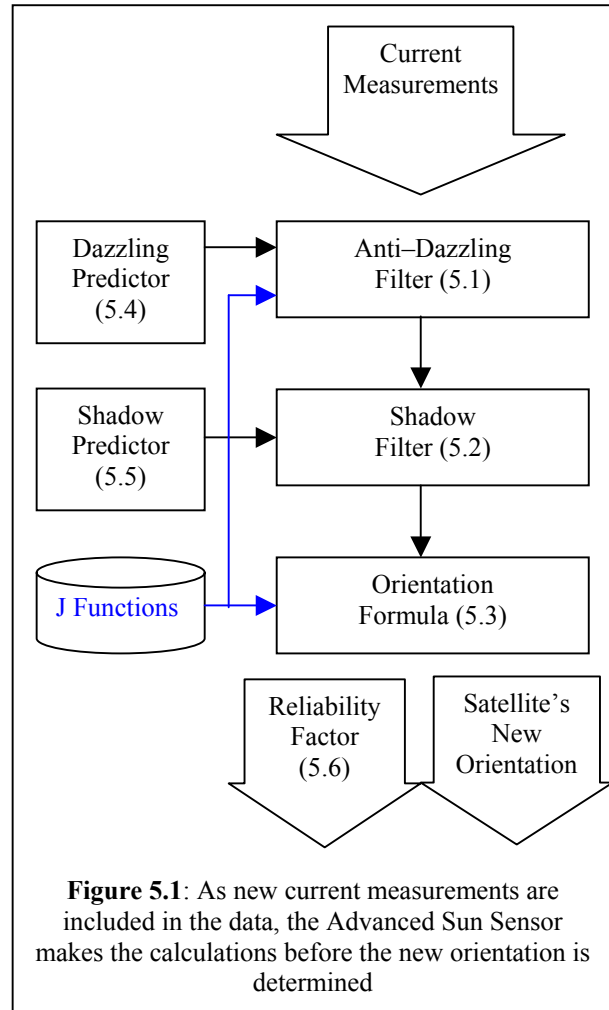 Current
Measurements
Dazzling
Predictor
(5.4)
Anti–Dazzling
Filter (5.1)
Shadow
Predictor
(5.5)
Shadow
Filter (5.2)
J Functions
Orientation
Formula (5.3)
Reliability
Factor
(5.6)
Satellite’s
New
Orientation
Figure 5.1: As new current measurements are
included in the data, the Advanced Sun Sensor
makes the calculations before the new orientation is
determined